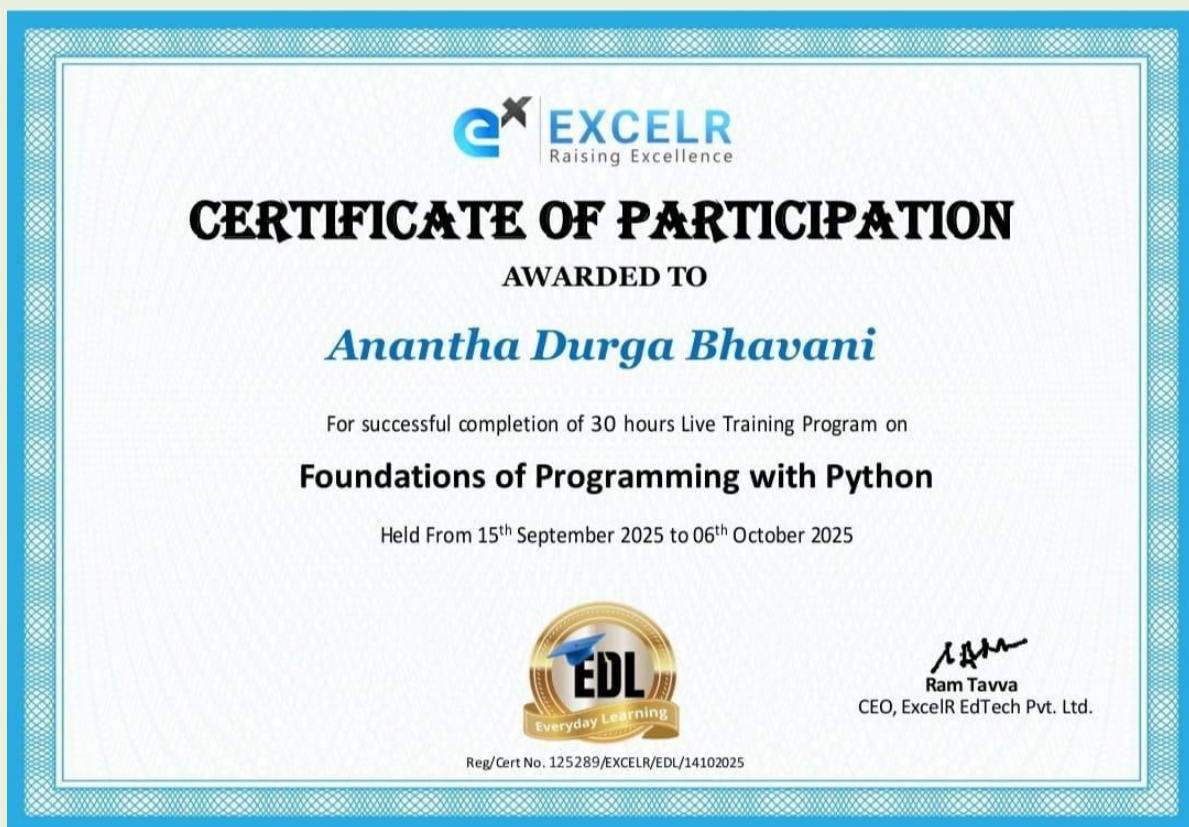 eX EXCELR
Raising Excellence
CERTIFICATE OF PARTICIPATION
AWARDED TO
Anantha Durga Bhavani
For successful completion of 30 hours Live Training Program on
Foundations of Programming with Python
Held From 15th September 2025 to 06th October 2025
EDL
Everyday Learning
Ram Tavva
CEO, ExcelR EdTech Pvt. Ltd.
Reg/Cert No. 125289/EXCELR/EDL/14102025